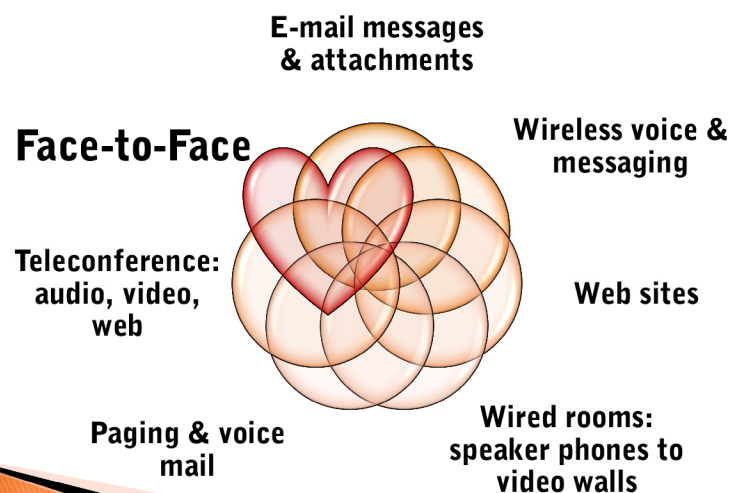 E-mail messages
& attachments
Face-to-Face
Wireless voice &
messaging
Teleconference:
audio, video,
web
Web sites
Paging & voice
mail
Wired rooms:
speaker phones to
video walls